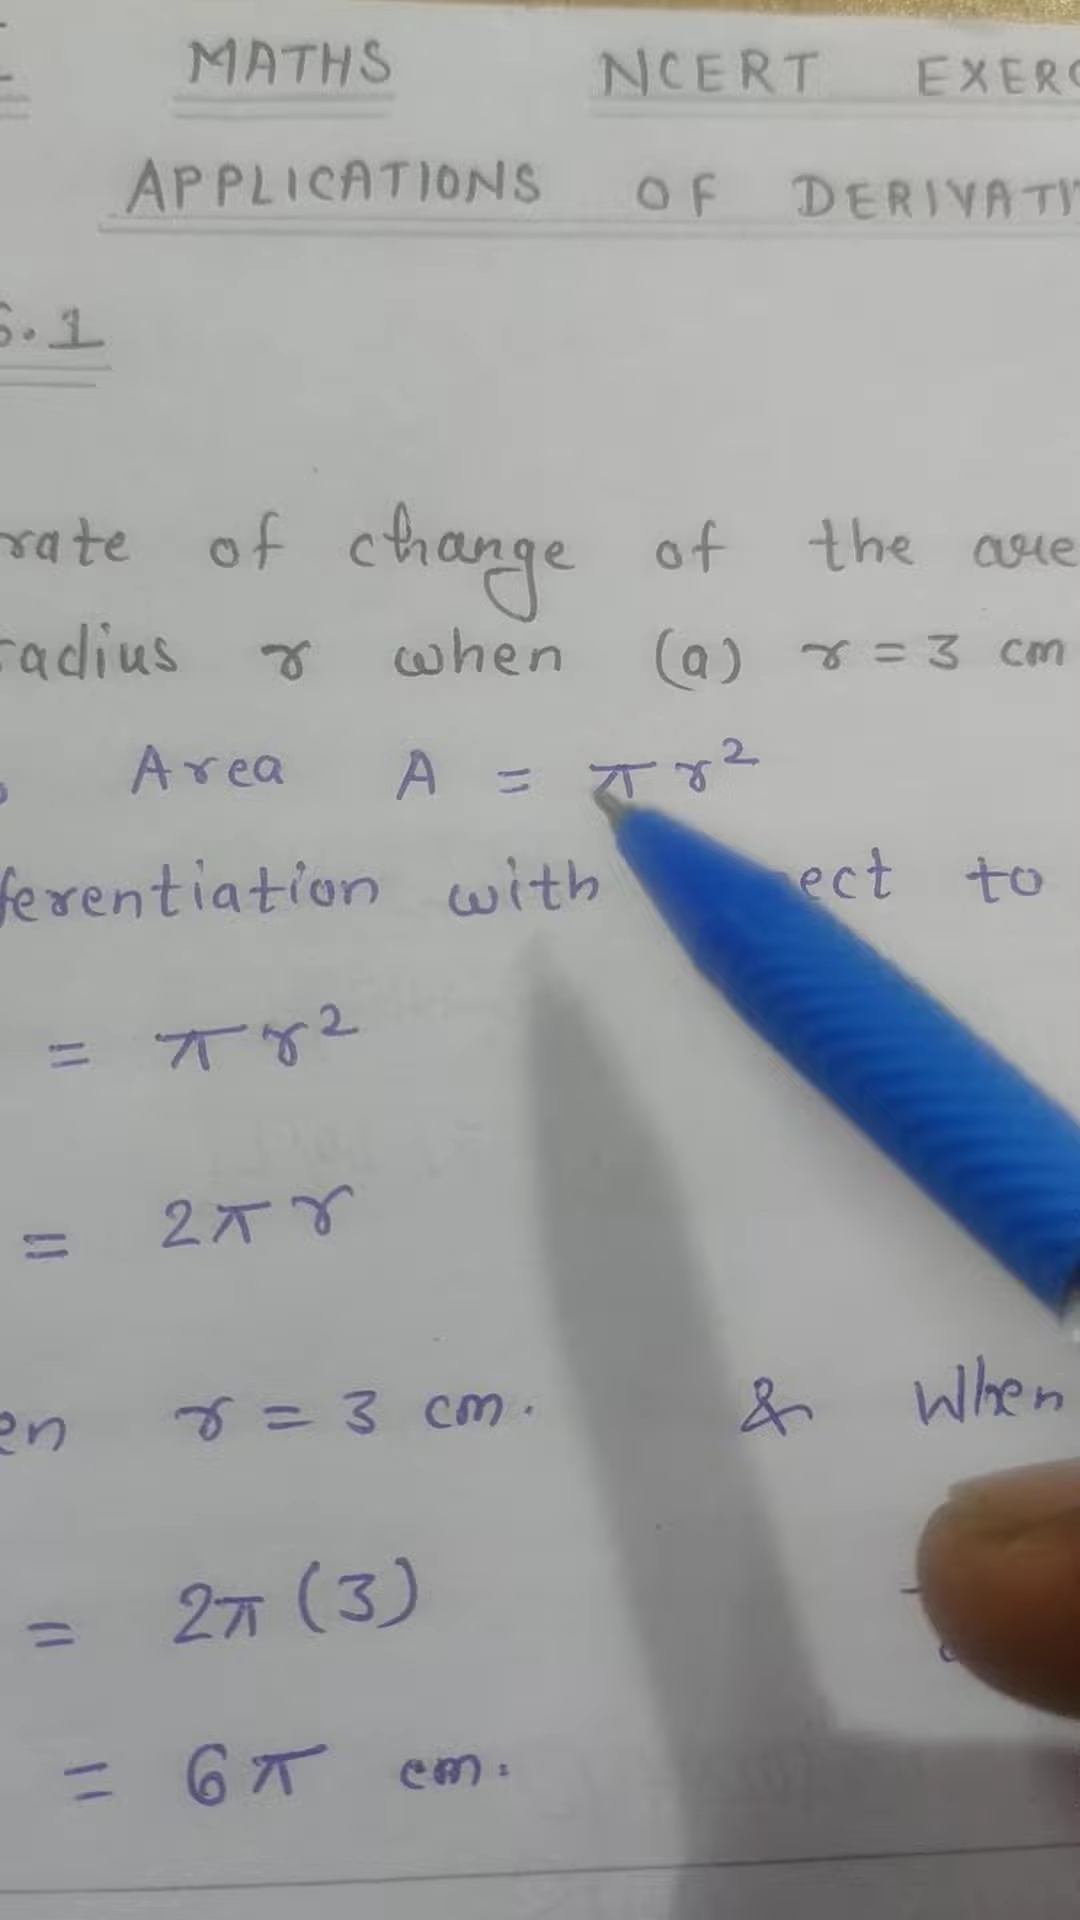 MATHS NCERT EXERC
APPLICATIONS OF DERIVATI
6.1
rate of change of the are
radius r when (a) r = 3 cm
Area A = πr²
ferentiation with ect to
= πr²
= 2πr
en r = 3 cm. & When
= 2π(3)
= 6π cm.